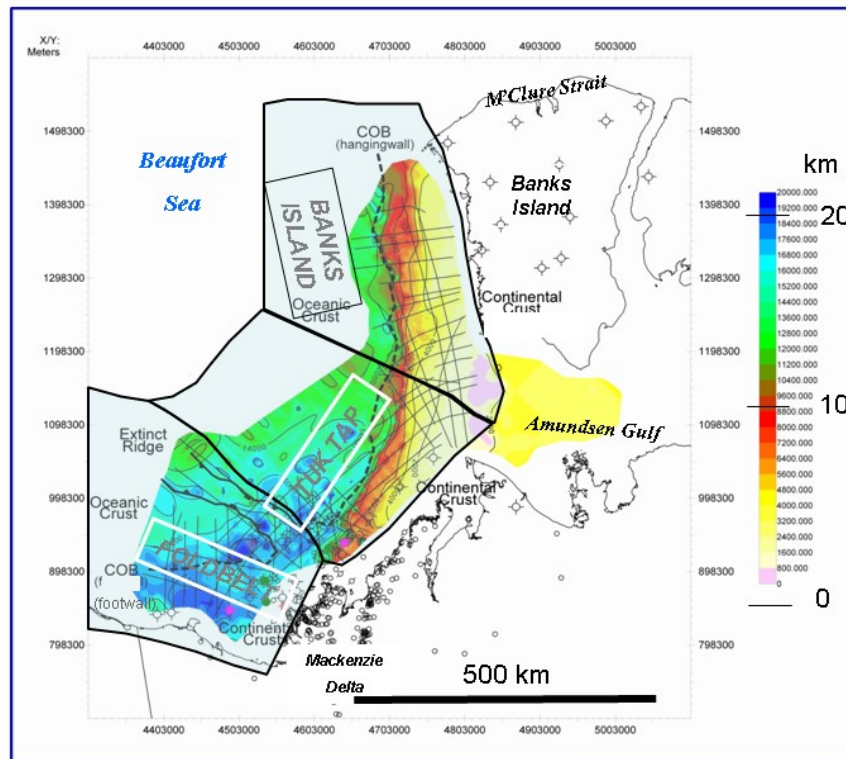 X/Y:
Meters
4403000 4503000 4603000 4703000 4803000 4903000 5003000
M'Clure Strait
1498300 1498300
COB
(hangingwall)
Beaufort
Sea
km
Banks
Island
1398300 1398300
BANKS
ISLAND
20000.000
19200.000
20
18400.000
17600.000
16800.000
16000.000
15200.000
14400.000
13600.000
12800.000
12000.000
11200.000
10400.000
9600.000
10
8800.000
8000.000
7200.000
6400.000
5600.000
4800.000
4000.000
3200.000
2400.000
1600.000
800.000
0
0
1298300 1298300
Oceanic
Crust
Continental
Crust
1198300 1198300
1098300 1098300
TUK TAP
Amundsen Gulf
Extinct
Ridge
14000
Continental
Crust
998300 998300
Oceanic
Crust
FOLDBELT
898300 898300
COB
(f )
(footwall)
Continental
Crust
798300 798300
Mackenzie
Delta
500 km
4403000 4503000 4603000 4703000 4803000 4903000 5003000